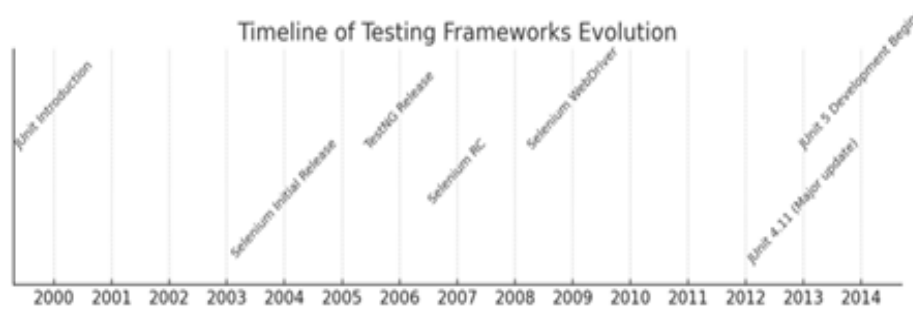 Timeline of Testing Frameworks Evolution
JUnit Introduction
Selenium Initial Release
TestNG Release
Selenium RC
Selenium WebDriver
JUnit 4.11 (Major update)
JUnit 5 Development Begin
2000 2001 2002 2003 2004 2005 2006 2007 2008 2009 2010 2011 2012 2013 2014